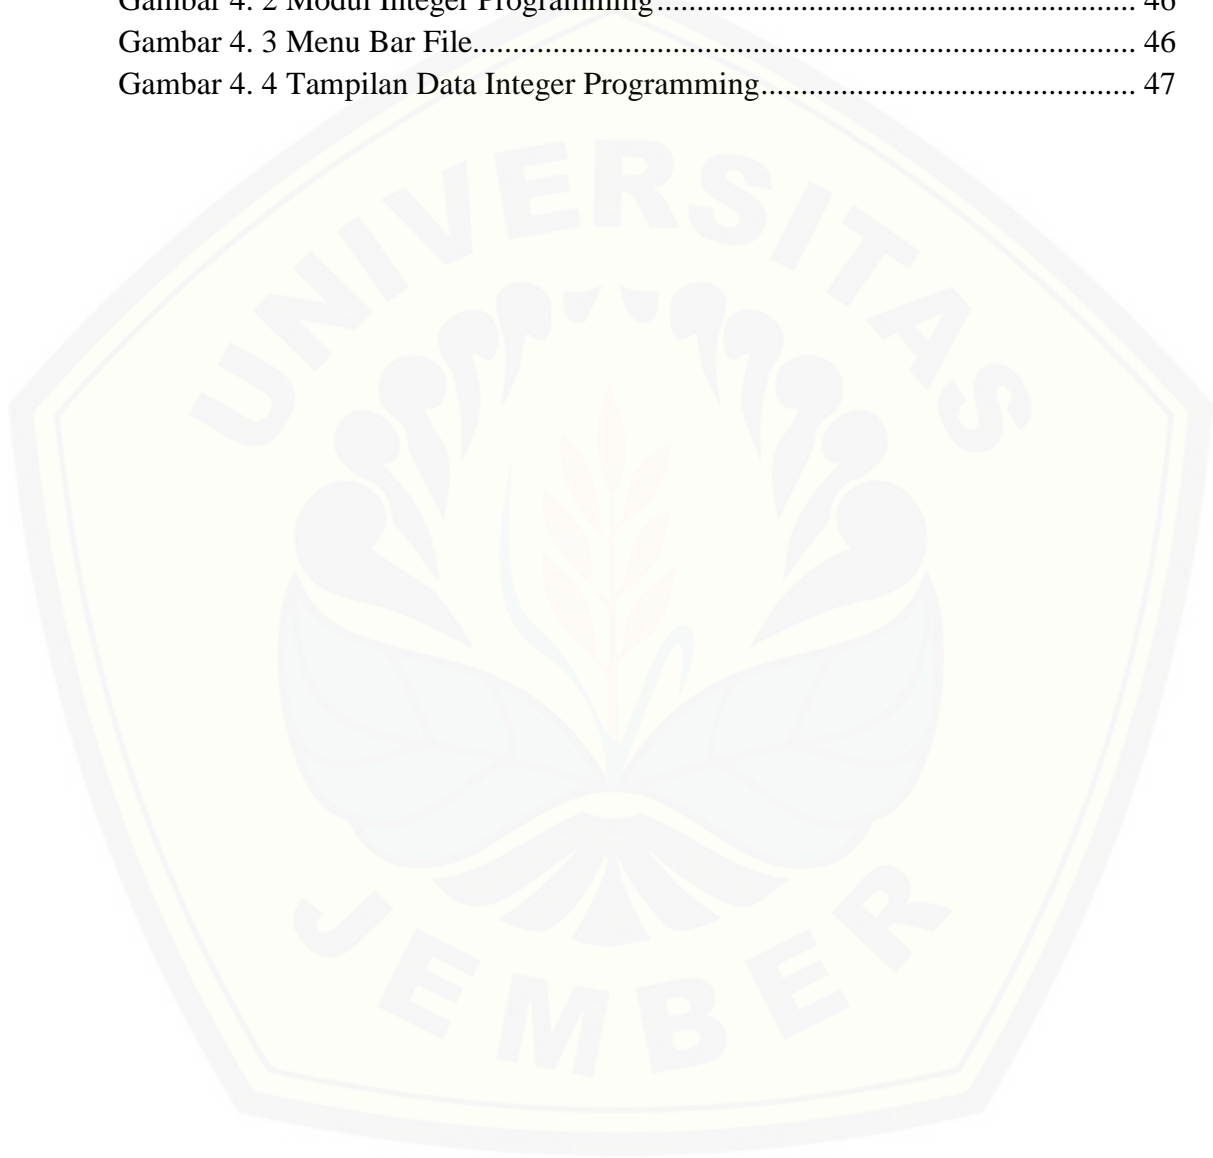 Gambar 4. 2 Modul Integer Programming............................................................ 46
Gambar 4. 3 Menu Bar File................................................................................... 46
Gambar 4. 4 Tampilan Data Integer Programming............................................... 47
UNIVERSITAS
JEMBER